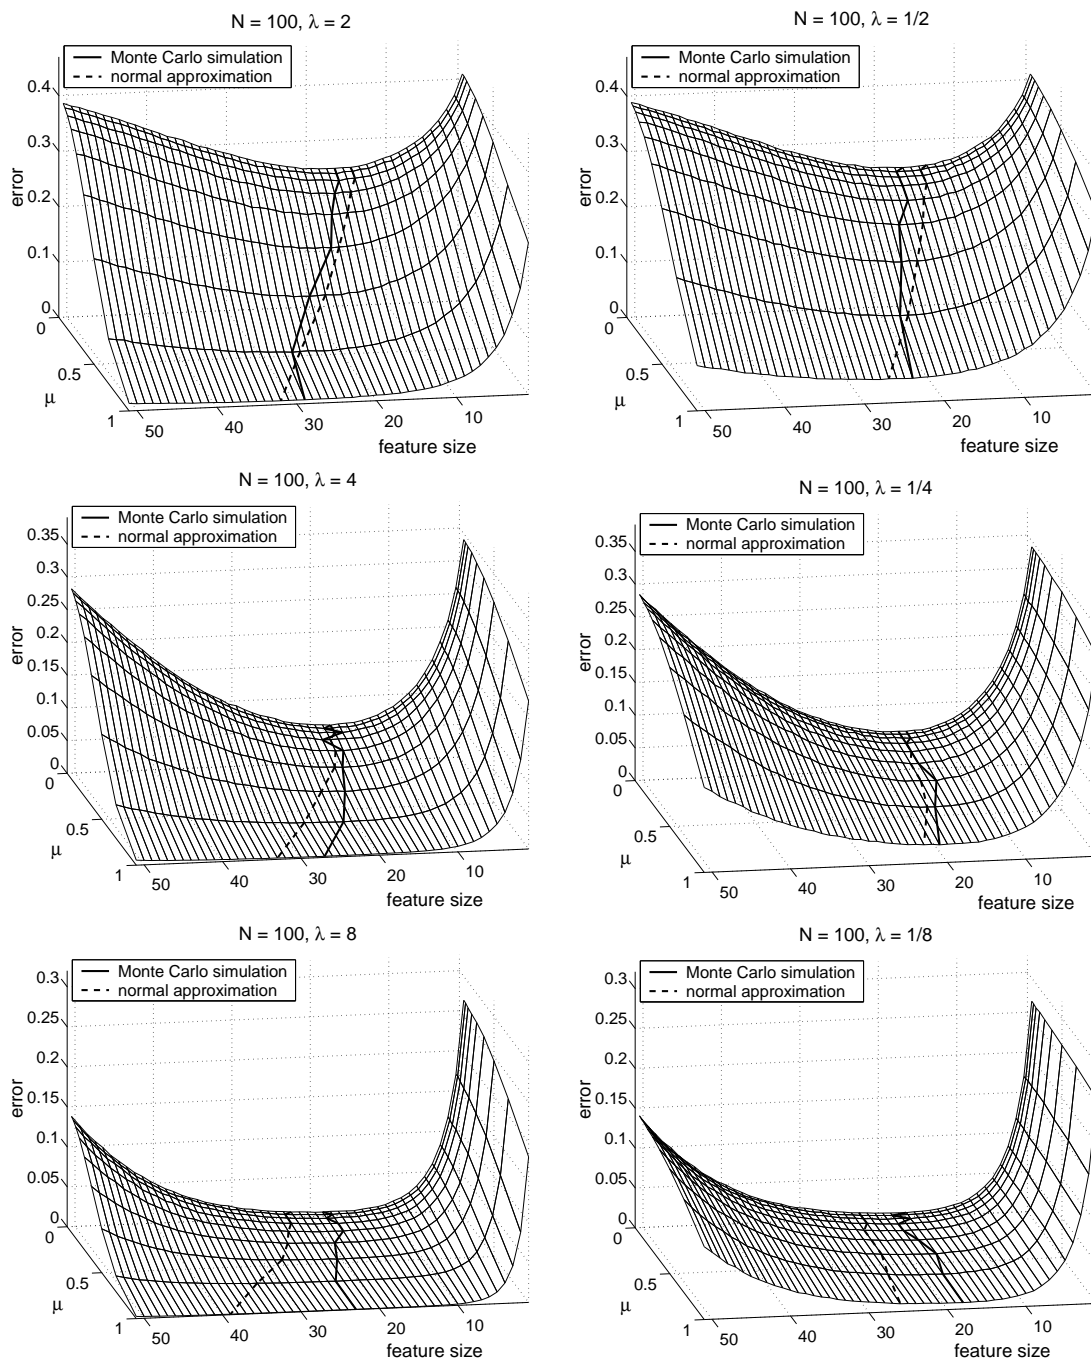 N = 100, λ = 2
Monte Carlo simulation
normal approximation
0.4
0.3
0.2
0.1
0
error
0
0.5
1
μ
50
40
30
20
10
feature size
N = 100, λ = 1/2
Monte Carlo simulation
normal approximation
0.4
0.3
0.2
0.1
0
error
0
0.5
1
μ
50
40
30
20
10
feature size
N = 100, λ = 4
Monte Carlo simulation
normal approximation
0.35
0.3
0.25
0.2
0.15
0.1
0.05
0
error
0
0.5
1
μ
50
40
30
20
10
feature size
N = 100, λ = 1/4
Monte Carlo simulation
normal approximation
0.35
0.3
0.25
0.2
0.15
0.1
0.05
0
error
0
0.5
1
μ
50
40
30
20
10
feature size
N = 100, λ = 8
Monte Carlo simulation
normal approximation
0.3
0.25
0.2
0.15
0.1
0.05
0
error
0
0.5
1
μ
50
40
30
20
10
feature size
N = 100, λ = 1/8
Monte Carlo simulation
normal approximation
0.3
0.25
0.2
0.15
0.1
0.05
0
error
0
0.5
1
μ
50
40
30
20
10
feature size